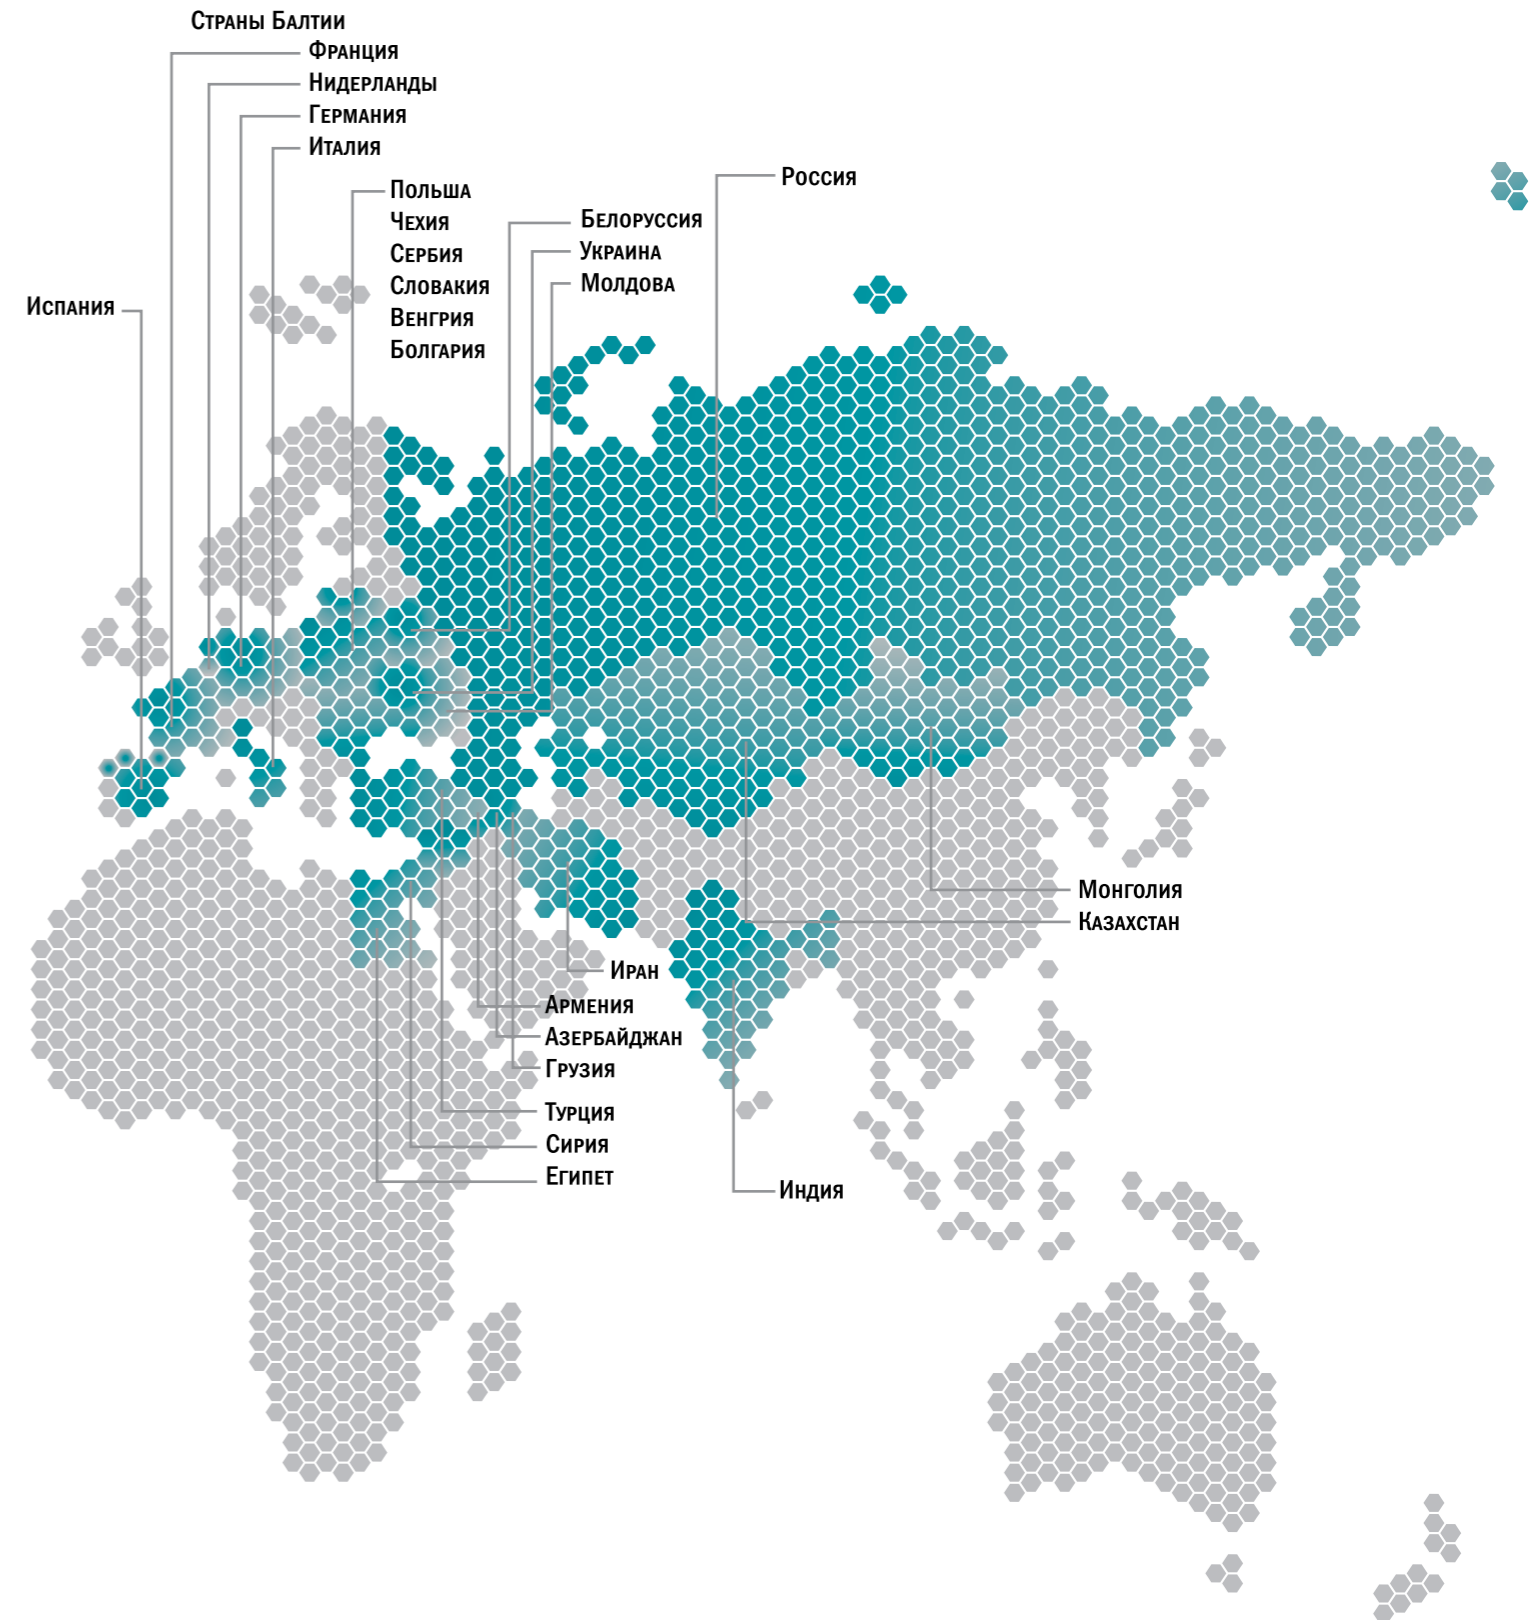 Страны Балтии
Франция
Нидерланды
Германия
Италия
Польша
Чехия
Сербия
Словакия
Венгрия
Болгария
Белоруссия
Украина
Молдова
Россия
Испания
Монголия
Казахстан
Иран
Армения
Азербайджан
Грузия
Турция
Сирия
Египет
Индия